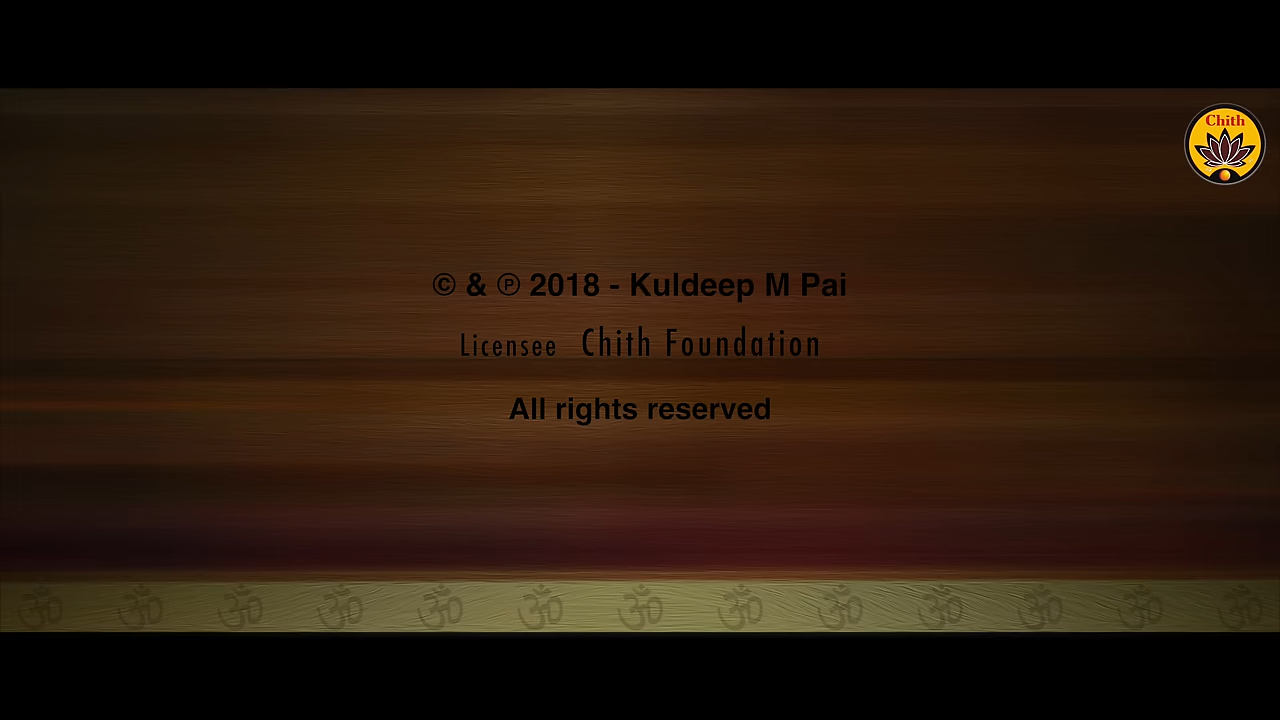 Chith
© & ℗ 2018 - Kuldeep M Pai
Licensee Chith Foundation
All rights reserved
ॐ ॐ ॐ ॐ ॐ ॐ ॐ ॐ ॐ ॐ ॐ ॐ ॐ